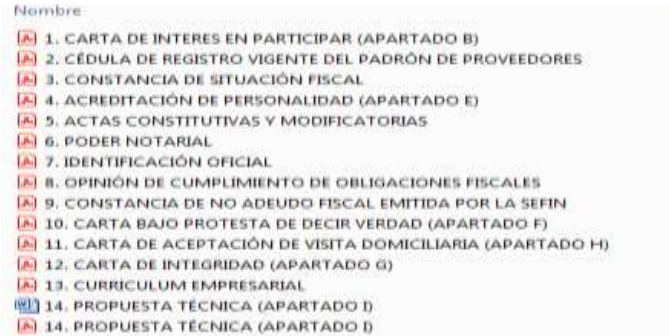 Nombre
1. CARTA DE INTERES EN PARTICIPAR (APARTADO B)
2. CÉDULA DE REGISTRO VIGENTE DEL PADRÓN DE PROVEEDORES
3. CONSTANCIA DE SITUACIÓN FISCAL
4. ACREDITACIÓN DE PERSONALIDAD (APARTADO E)
5. ACTAS CONSTITUTIVAS Y MODIFICATORIAS
6. PODER NOTARIAL
7. IDENTIFICACIÓN OFICIAL
8. OPINIÓN DE CUMPLIMIENTO DE OBLIGACIONES FISCALES
9. CONSTANCIA DE NO ADEUDO FISCAL EMITIDA POR LA SEFIN
10. CARTA BAJO PROTESTA DE DECIR VERDAD (APARTADO F)
11. CARTA DE ACEPTACIÓN DE VISITA DOMICILIARIA (APARTADO H)
12. CARTA DE INTEGRIDAD (APARTADO G)
13. CURRICULUM EMPRESARIAL
14. PROPUESTA TÉCNICA (APARTADO I)
14. PROPUESTA TÉCNICA (APARTADO I)